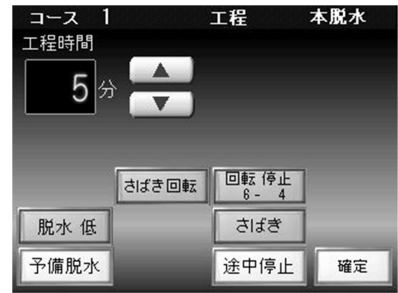 コース 1 工程 本脱水
工程時間
5 分
さばき回転 回転 停止
6- 4
脱水 低 さばき
予備脱水 途中停止 確定